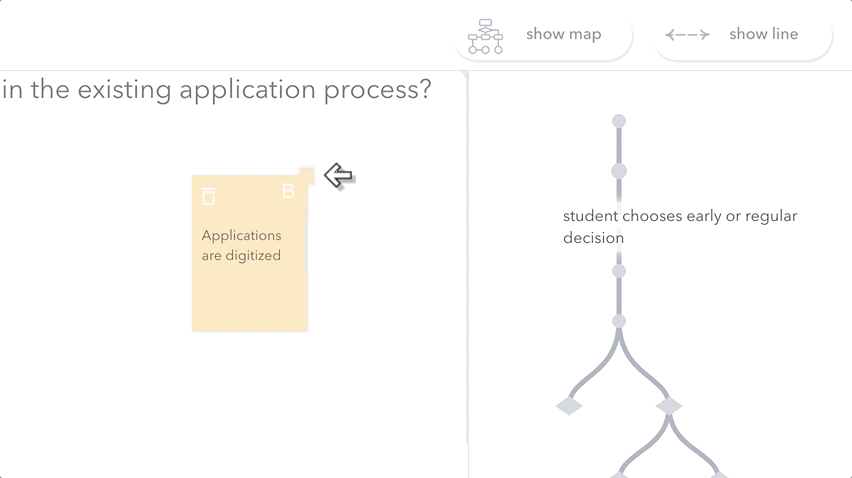 show map
show line
in the existing application process?
B
Applications
are digitized
student chooses early or regular
decision